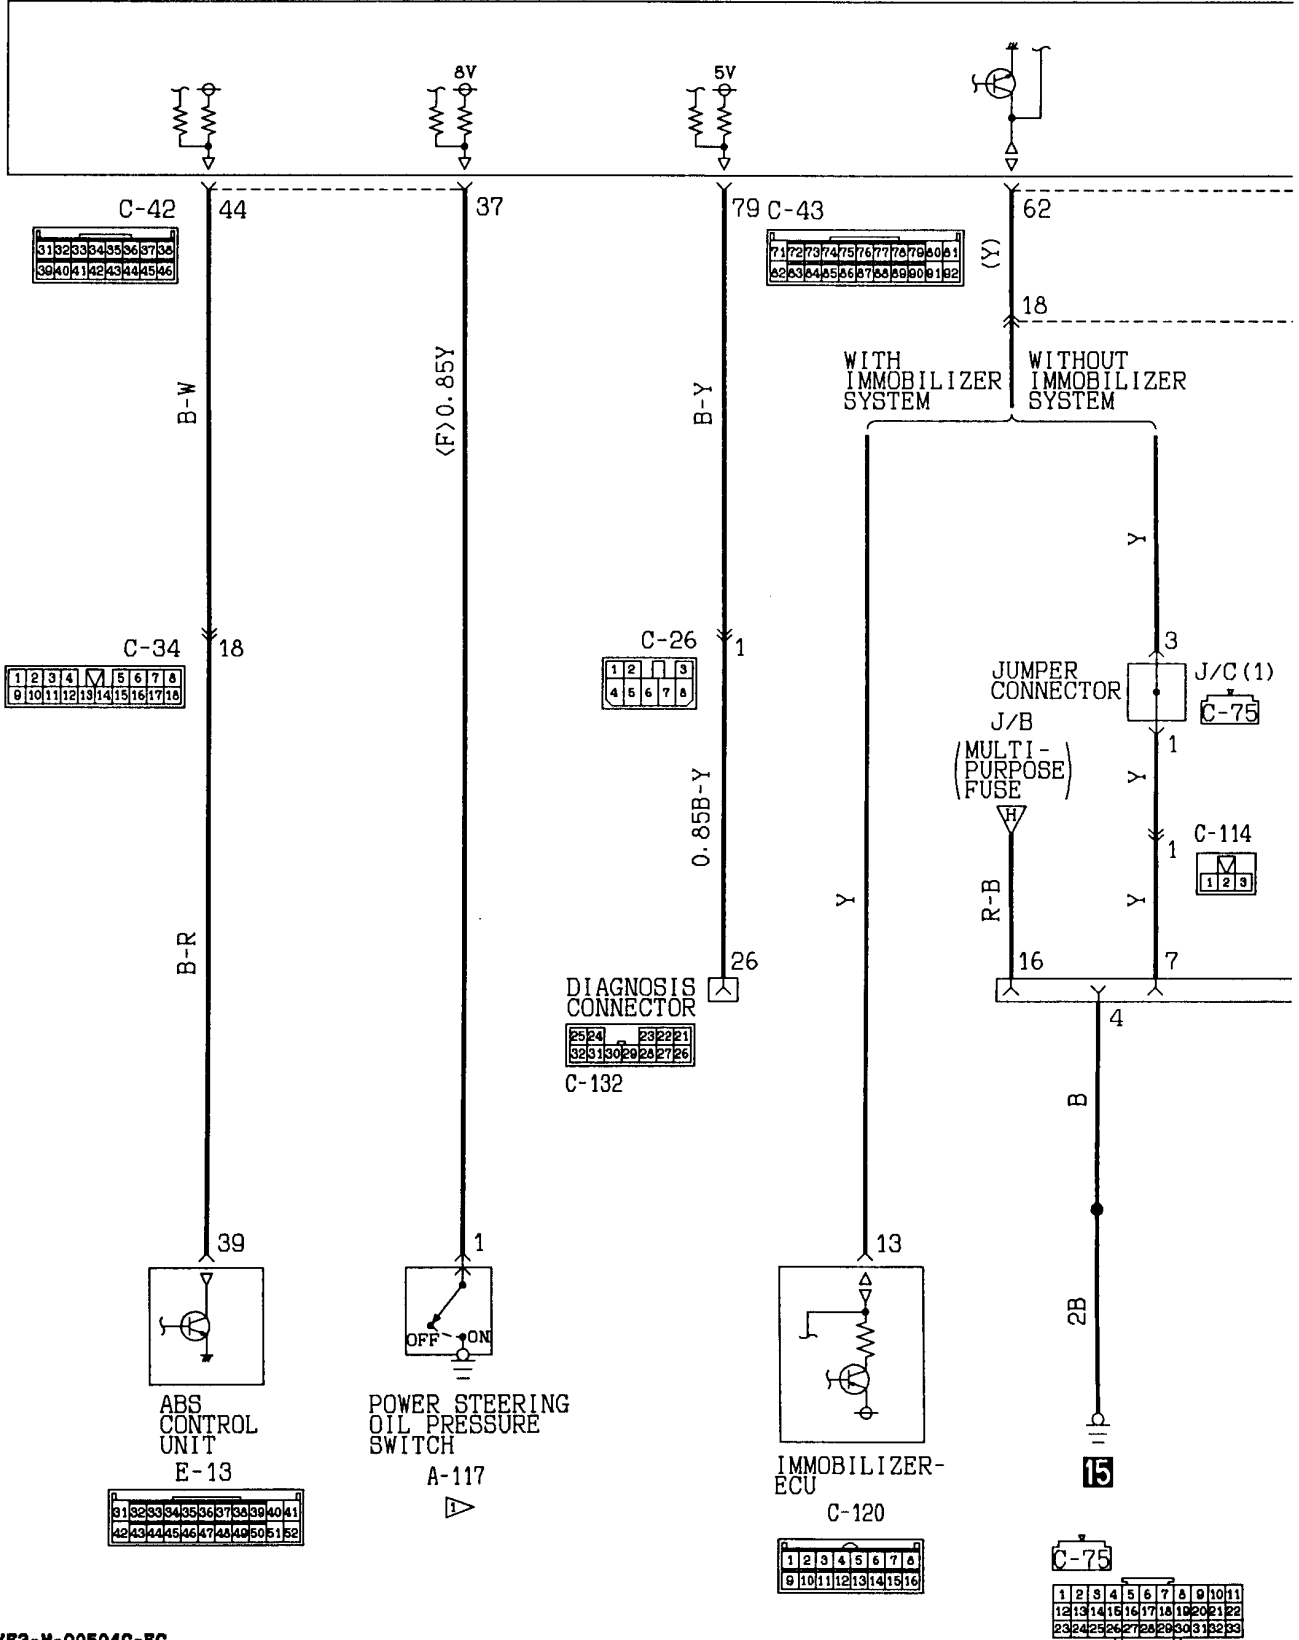 8V
5V
C-42
44
37
79
C-43
62
31 32 33 34 35 36 37 38
39 40 41 42 43 44 45 46
71 72 73 74 75 76 77 78 79 80 81
82 83 84 85 86 87 88 89 90 91 92
(Y)
18
WITH
IMMOBILIZER
SYSTEM
WITHOUT
IMMOBILIZER
SYSTEM
B-W
⟨F⟩0.85Y
B-Y
Y
C-34
18
1 2 3 4 5 6 7 8
9 10 11 12 13 14 15 16 17 18
C-26
1
1 2 3
4 5 6 7 8
3
JUMPER
CONNECTOR
J/C(1)
C-75
J/B
(MULTI-
PURPOSE
FUSE)
H
1
Y
0.85B-Y
1
C-114
1 2 3
B-R
Y
R-B
Y
26
16
7
DIAGNOSIS
CONNECTOR
25 24 23 22 21
32 31 30 29 28 27 26
C-132
4
B
39
1
13
2B
OFF
ON
ABS
CONTROL
UNIT
E-13
31 32 33 34 35 36 37 38 39 40 41
42 43 44 45 46 47 48 49 50 51 52
POWER STEERING
OIL PRESSURE
SWITCH
A-117
1
IMMOBILIZER-
ECU
C-120
1 2 3 4 5 6 7 8
9 10 11 12 13 14 15 16
15
C-75
1 2 3 4 5 6 7 8 9 10 11
12 13 14 15 16 17 18 19 20 21 22
23 24 25 26 27 28 29 30 31 32 33